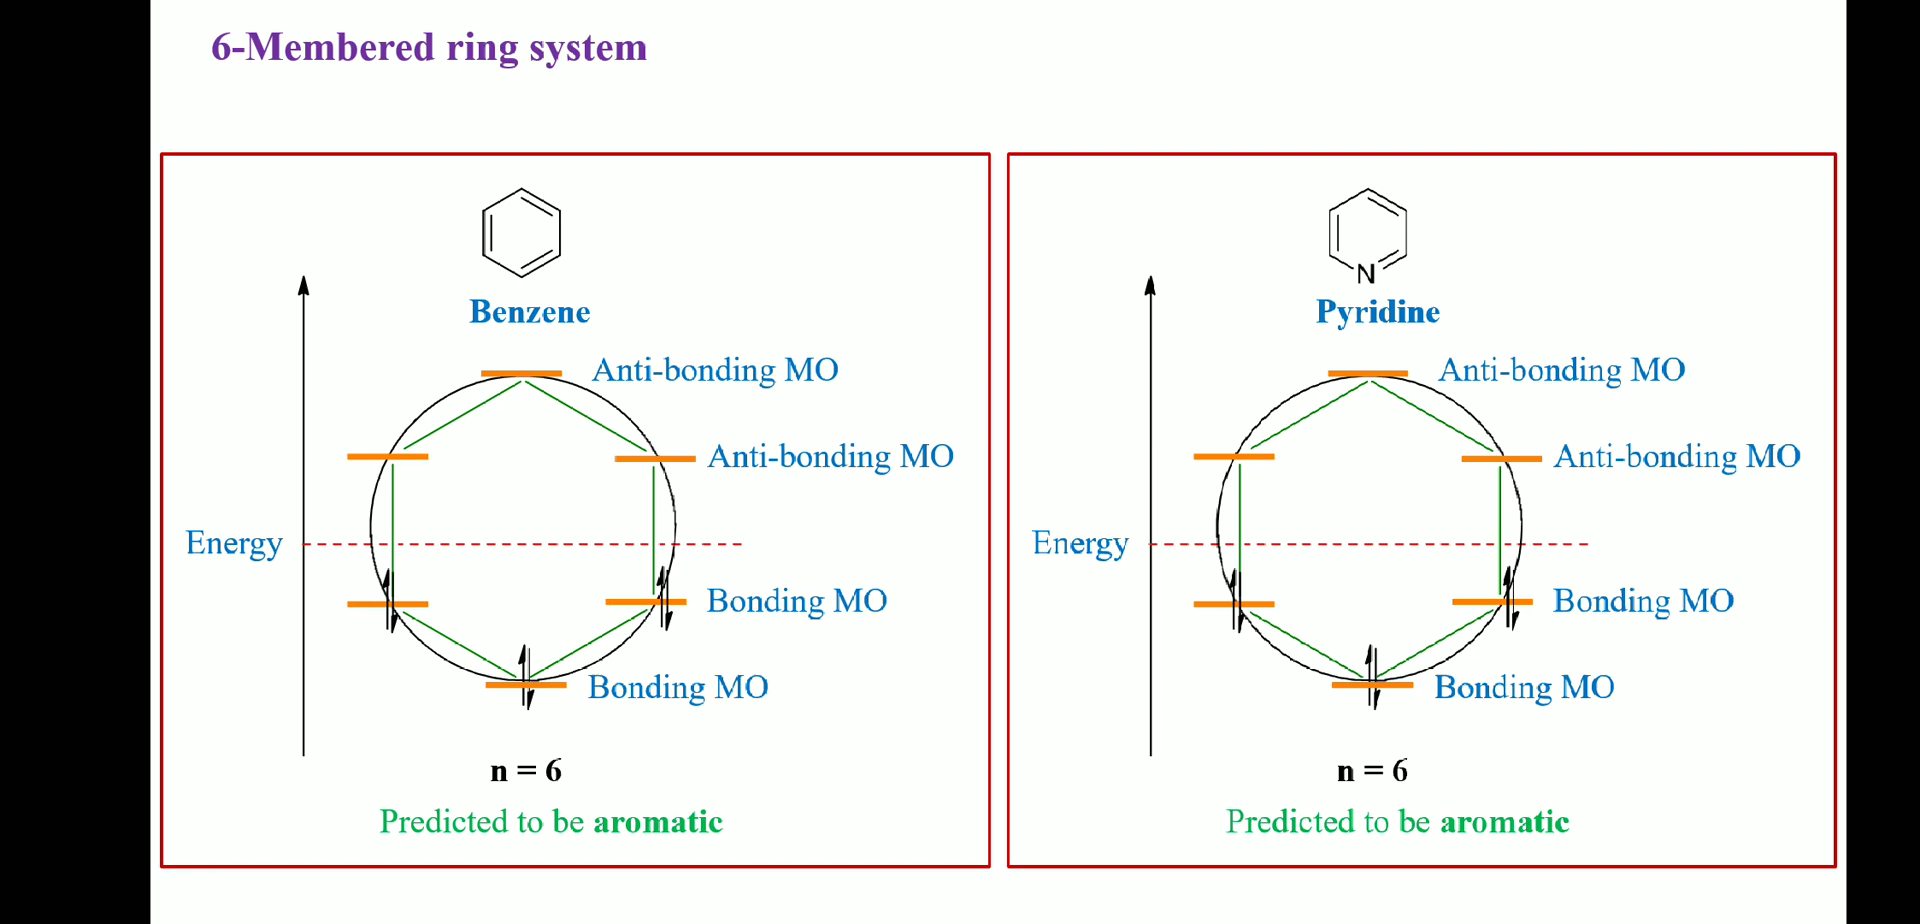 6-Membered ring system
Benzene
Anti-bonding MO
Anti-bonding MO
Energy
Bonding MO
Bonding MO
n = 6
Predicted to be aromatic
N
Pyridine
Anti-bonding MO
Anti-bonding MO
Energy
Bonding MO
Bonding MO
n = 6
Predicted to be aromatic